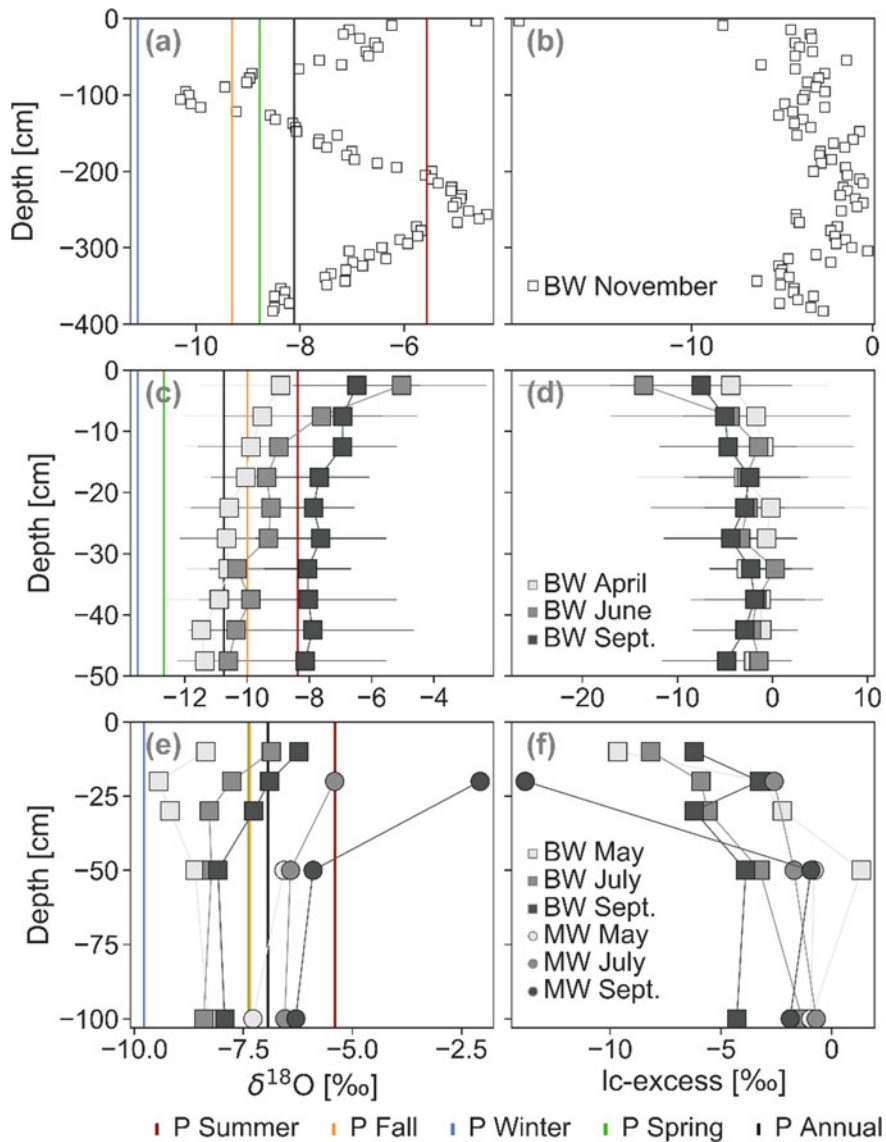 (a) (b)
Depth [cm]
0
−100
−200
−300
−400
−10 −8 −6
BW November
−10 0
(c) (d)
Depth [cm]
0
−10
−20
−30
−40
−50
−12 −10 −8 −6 −4
BW April
BW June
BW Sept.
−20 −10 0 10
(e) (f)
Depth [cm]
0
−25
−50
−75
−100
−10.0 −7.5 −5.0 −2.5
δ¹⁸O [‰]
BW May
BW July
BW Sept.
MW May
MW July
MW Sept.
−10 0
lc-excess [‰]
P Summer P Fall P Winter P Spring P Annual